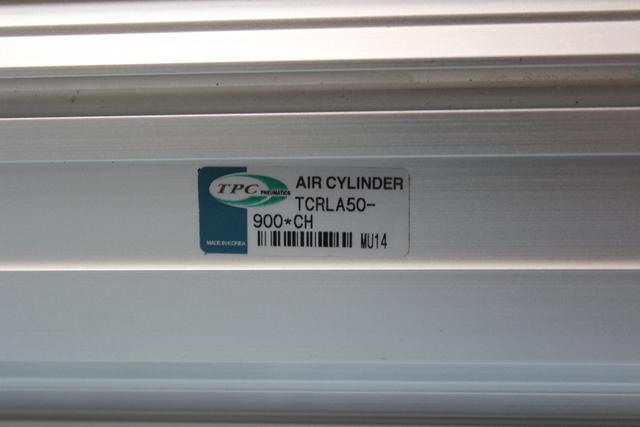 TPC PNEUMATICS
AIR CYLINDER
TCRLA50-
900*CH
MADE IN KOREA
MU14